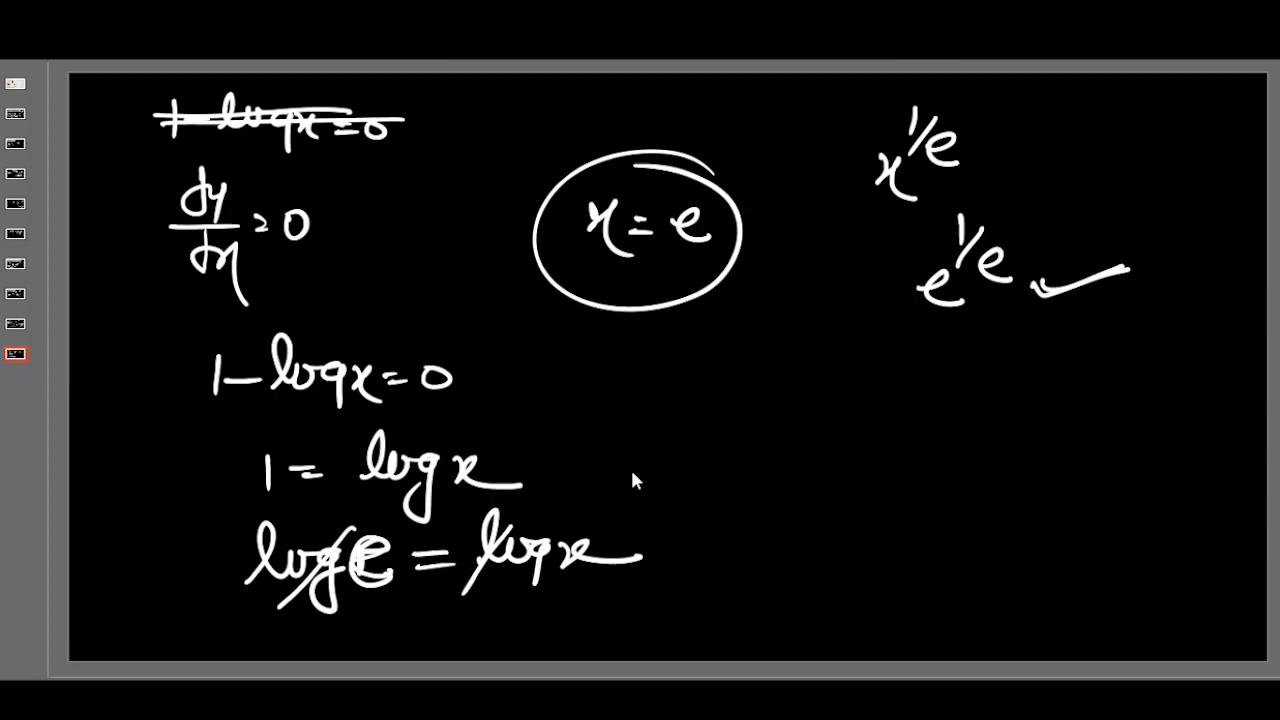 1 - log x = 0
dy/dx = 0
1 - log x = 0
1 = log x
log e = log x
x = e
x^1/e
e^1/e